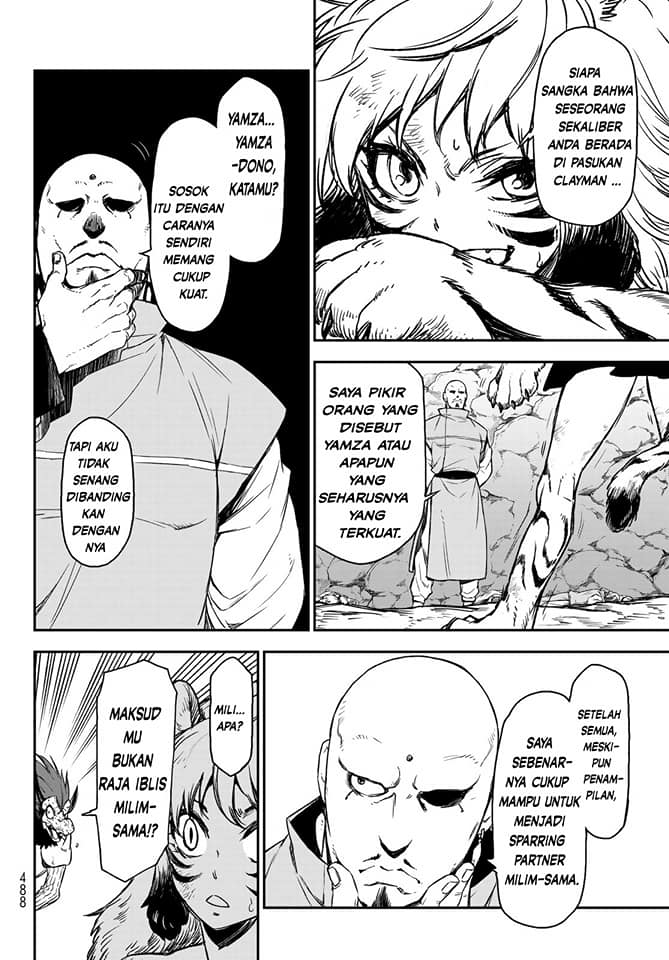 SIAPA
SANGKA BAHWA
SESEORANG
SEKALIBER
ANDA BERADA
DI PASUKAN
CLAYMAN ...
SAYA PIKIR
ORANG YANG
DISEBUT
YAMZA ATAU
APAPUN
YANG
SEHARUSNYA
YANG
TERKUAT.
YAMZA...
YAMZA
-DONO,
KATAMU?
SOSOK
ITU DENGAN
CARANYA
SENDIRI
MEMANG
CUKUP
KUAT.
TAPI AKU
TIDAK
SENANG
DIBANDING
KAN DENGAN
NYA
SETELAH
SEMUA,
MESKI-
PUN
PENAM-
PILAN,
SAYA
SEBENAR-
NYA CUKUP
MAMPU UNTUK
MENJADI
SPARRING
PARTNER
MILIM-SAMA.
MILI...
APA?
MAKSUD
MU
BUKAN
RAJA IBLIS
MILIM-
SAMA!?
488